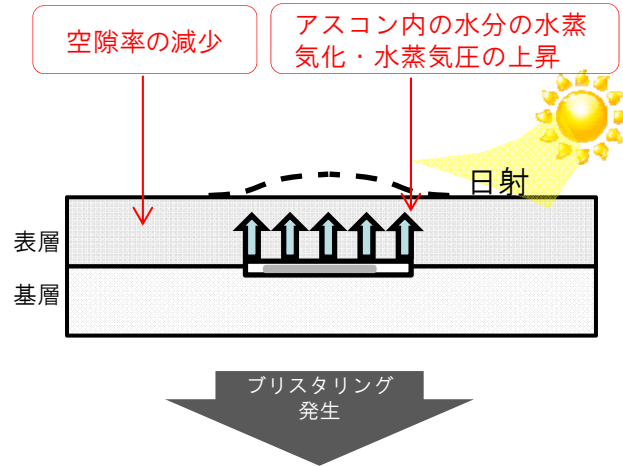 空隙率の減少
アスコン内の水分の水蒸
気化・水蒸気圧の上昇
日射
表層
基層
ブリスタリング
発生